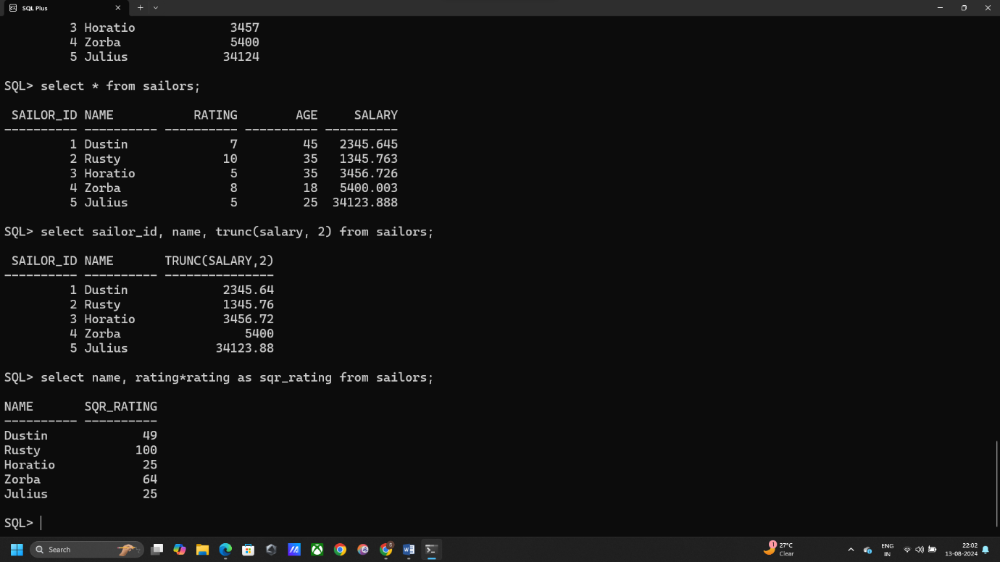 SQL Plus
3 Horatio 3457
4 Zorba 5400
5 Julius 34124
SQL> select * from sailors;
SAILOR_ID NAME RATING AGE SALARY
---------- ---------- ---------- ---------- ----------
1 Dustin 7 45 2345.645
2 Rusty 10 35 1345.763
3 Horatio 5 35 3456.726
4 Zorba 8 18 5400.003
5 Julius 5 25 34123.888
SQL> select sailor_id, name, trunc(salary, 2) from sailors;
SAILOR_ID NAME TRUNC(SALARY,2)
---------- ---------- ---------------
1 Dustin 2345.64
2 Rusty 1345.76
3 Horatio 3456.72
4 Zorba 5400
5 Julius 34123.88
SQL> select name, rating*rating as sqr_rating from sailors;
NAME SQR_RATING
---------- ----------
Dustin 49
Rusty 100
Horatio 25
Zorba 64
Julius 25
SQL>
Search
1
27°C
Clear
ENG
IN
22:02
13-08-2024